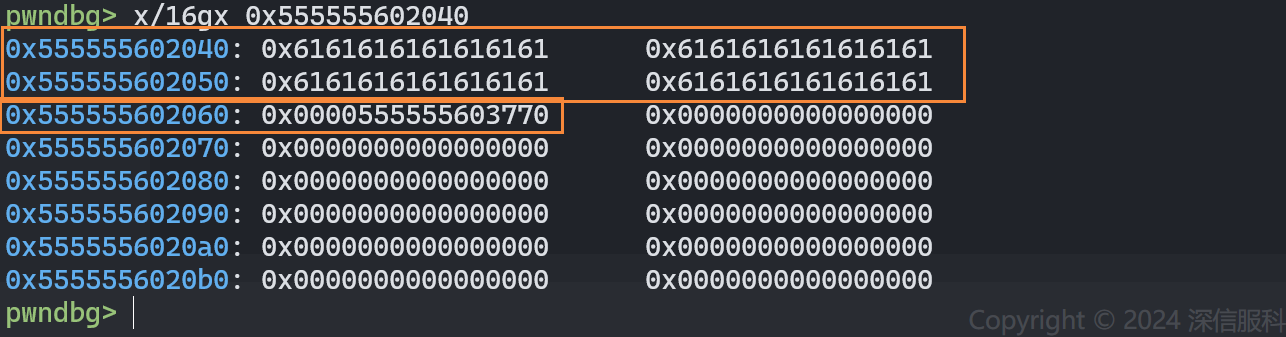 pwndbg> x/16gx 0x555555602040
0x555555602040: 0x6161616161616161 0x6161616161616161
0x555555602050: 0x6161616161616161 0x6161616161616161
0x555555602060: 0x0000555555603770 0x0000000000000000
0x555555602070: 0x0000000000000000 0x0000000000000000
0x555555602080: 0x0000000000000000 0x0000000000000000
0x555555602090: 0x0000000000000000 0x0000000000000000
0x5555556020a0: 0x0000000000000000 0x0000000000000000
0x5555556020b0: 0x0000000000000000 0x0000000000000000
pwndbg>
Copyright © 2024 深信服科